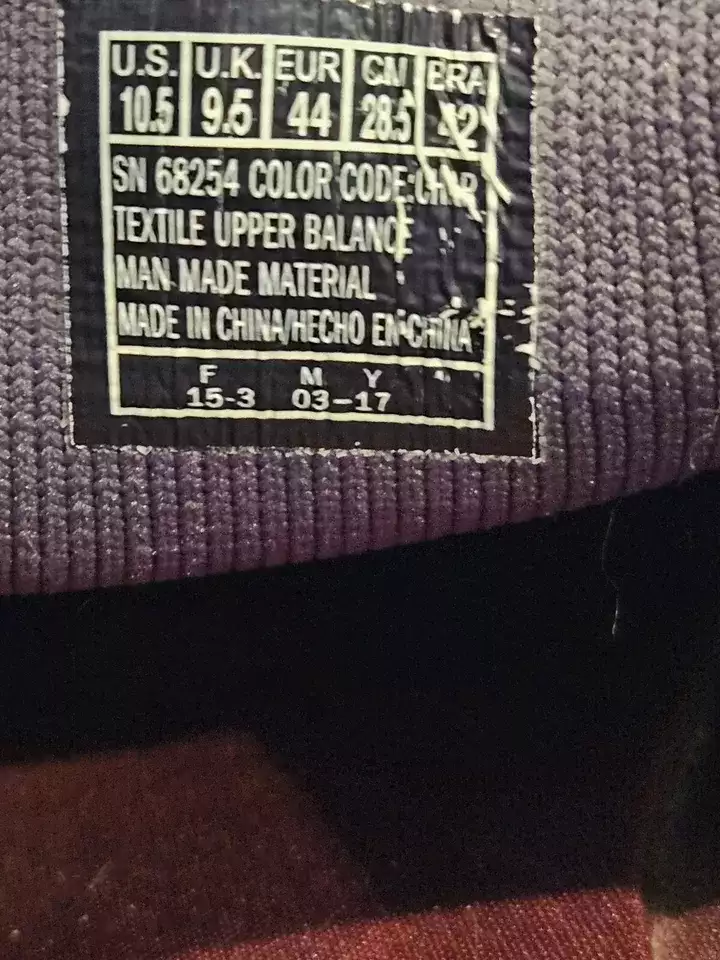 U.S. U.K. EUR CM BRA
10.5 9.5 44 28.5 42
SN 68254 COLOR CODE:
TEXTILE UPPER BALANCE
MAN MADE MATERIAL
MADE IN CHINA/HECHO EN CHINA
F M Y
15-3 03-17